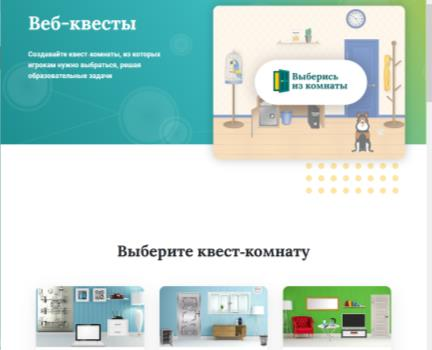 Веб-квесты
Создавайте квест-комнаты, из которых
игрокам нужно выбраться, решая
образовательные задачи
Выберись
из комнаты
Выберите квест-комнату